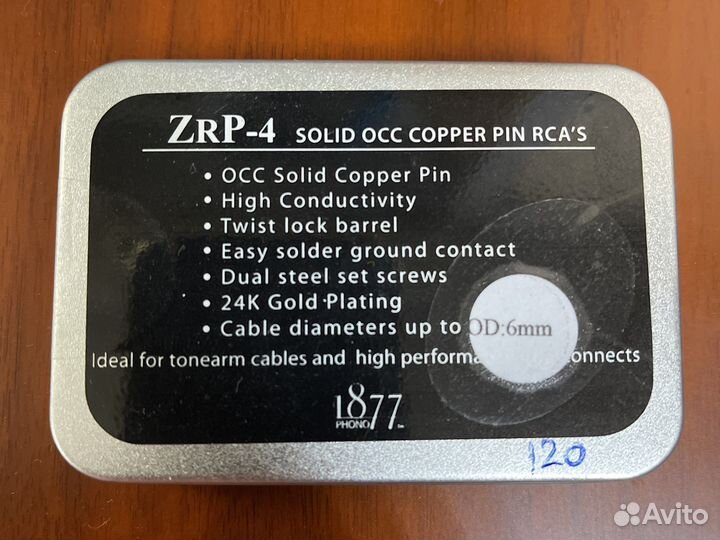 ZRP-4 SOLID OCC COPPER PIN RCA'S
• OCC Solid Copper Pin
• High Conductivity
• Twist lock barrel
• Easy solder ground contact
• Dual steel set screws
• 24K Gold Plating
• Cable diameters up to OD:6mm
Ideal for tonearm cables and high performa onnects
1877
PHONO
120
Avito